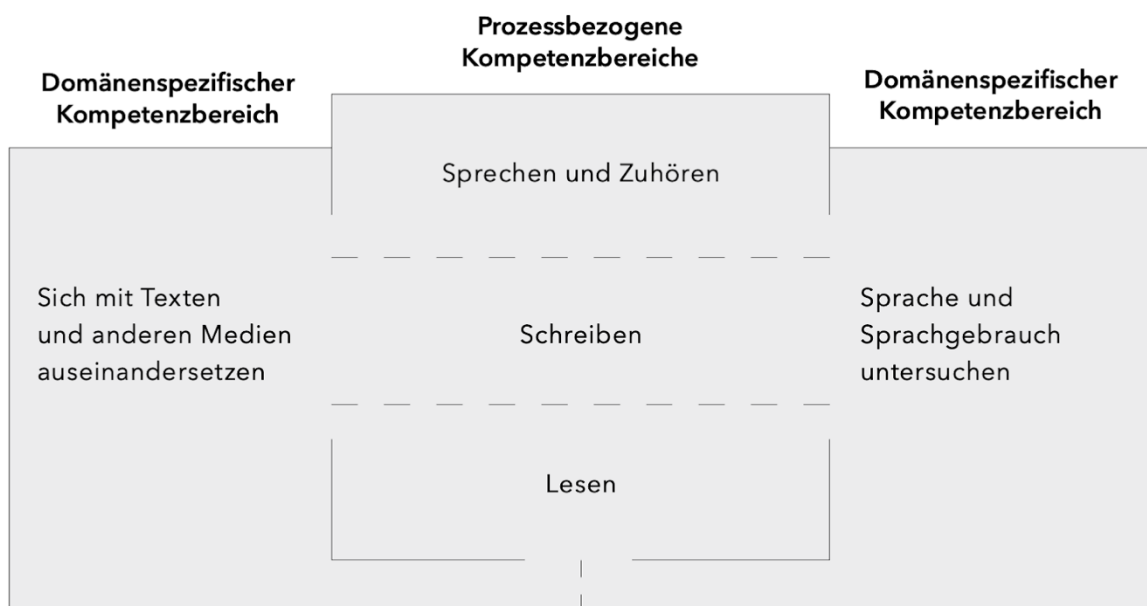 Prozessbezogene
Kompetenzbereiche
Domänenspezifischer
Kompetenzbereich
Domänenspezifischer
Kompetenzbereich
Sprechen und Zuhören
Sich mit Texten
und anderen Medien
auseinandersetzen
Schreiben
Sprache und
Sprachgebrauch
untersuchen
Lesen